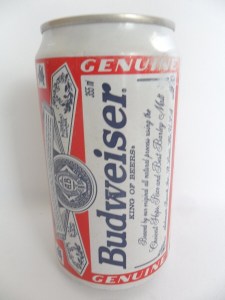 GENUINE
Budweiser
KING OF BEERS®
Brewed by our original all natural process using the
Choicest Hops, Rice and Best Barley Malt
GENUINE